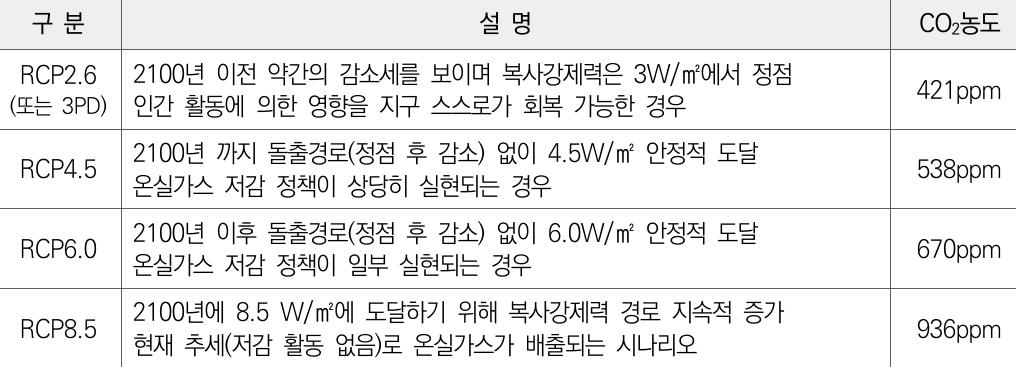 구 분 설 명 CO₂농도
RCP2.6 (또는 3PD) 2100년 이전 약간의 감소세를 보이며 복사강제력은 3W/㎡에서 정점 421ppm
인간 활동에 의한 영향을 지구 스스로가 회복 가능한 경우
RCP4.5 2100년 까지 돌출경로(정점 후 감소) 없이 4.5W/㎡ 안정적 도달 538ppm
온실가스 저감 정책이 상당히 실현되는 경우
RCP6.0 2100년 이후 돌출경로(정점 후 감소) 없이 6.0W/㎡ 안정적 도달 670ppm
온실가스 저감 정책이 일부 실현되는 경우
RCP8.5 2100년에 8.5 W/㎡에 도달하기 위해 복사강제력 경로 지속적 증가 936ppm
현재 추세(저감 활동 없음)로 온실가스가 배출되는 시나리오